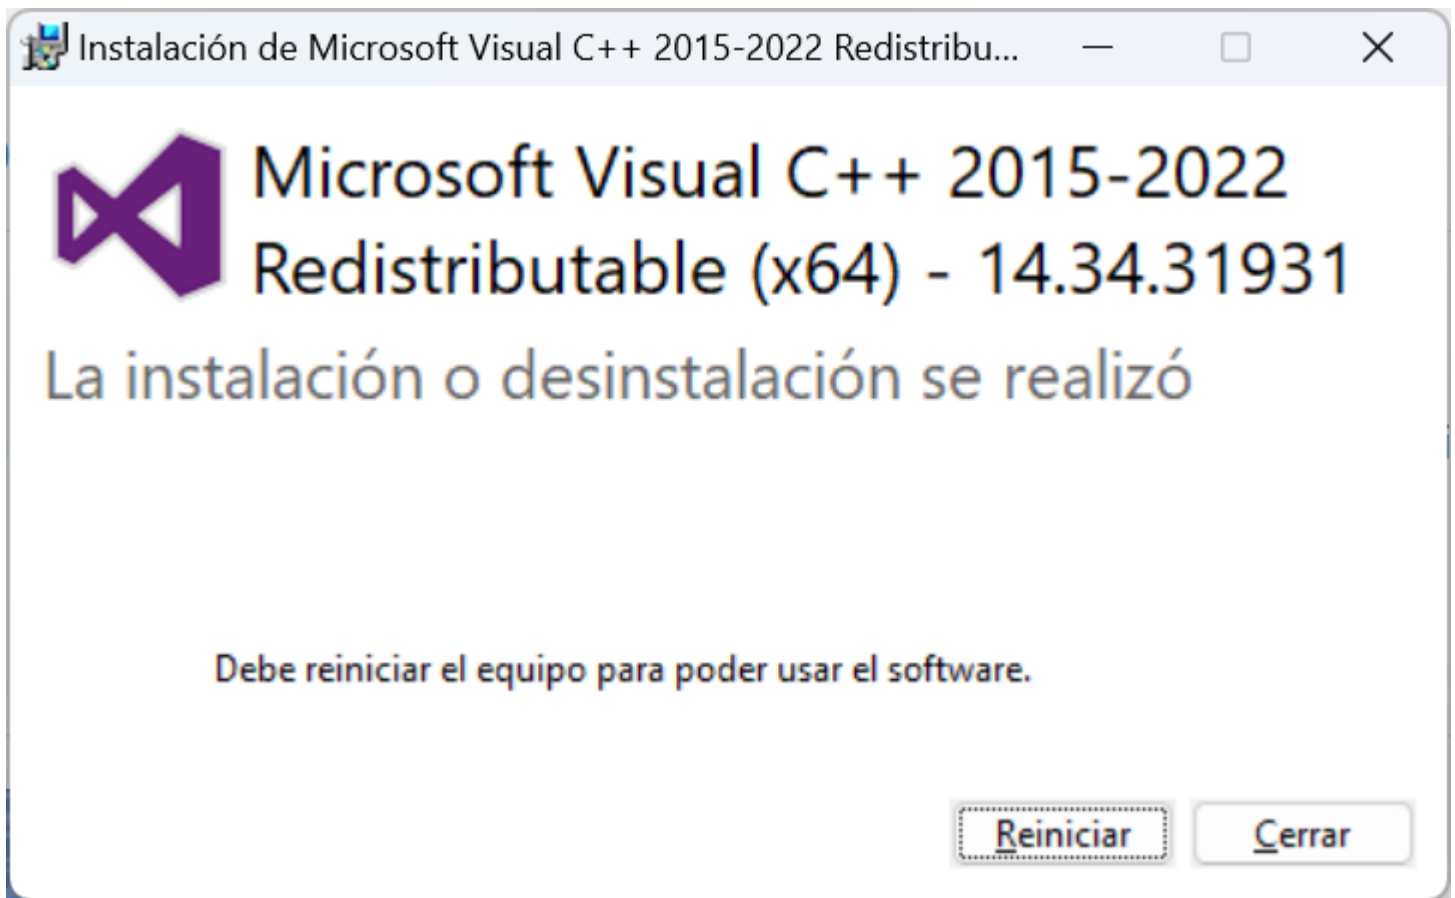 Instalación de Microsoft Visual C++ 2015-2022 Redistribu...
Microsoft Visual C++ 2015-2022
Redistributable (x64) - 14.34.31931
La instalación o desinstalación se realizó
Debe reiniciar el equipo para poder usar el software.
Reiniciar
Cerrar